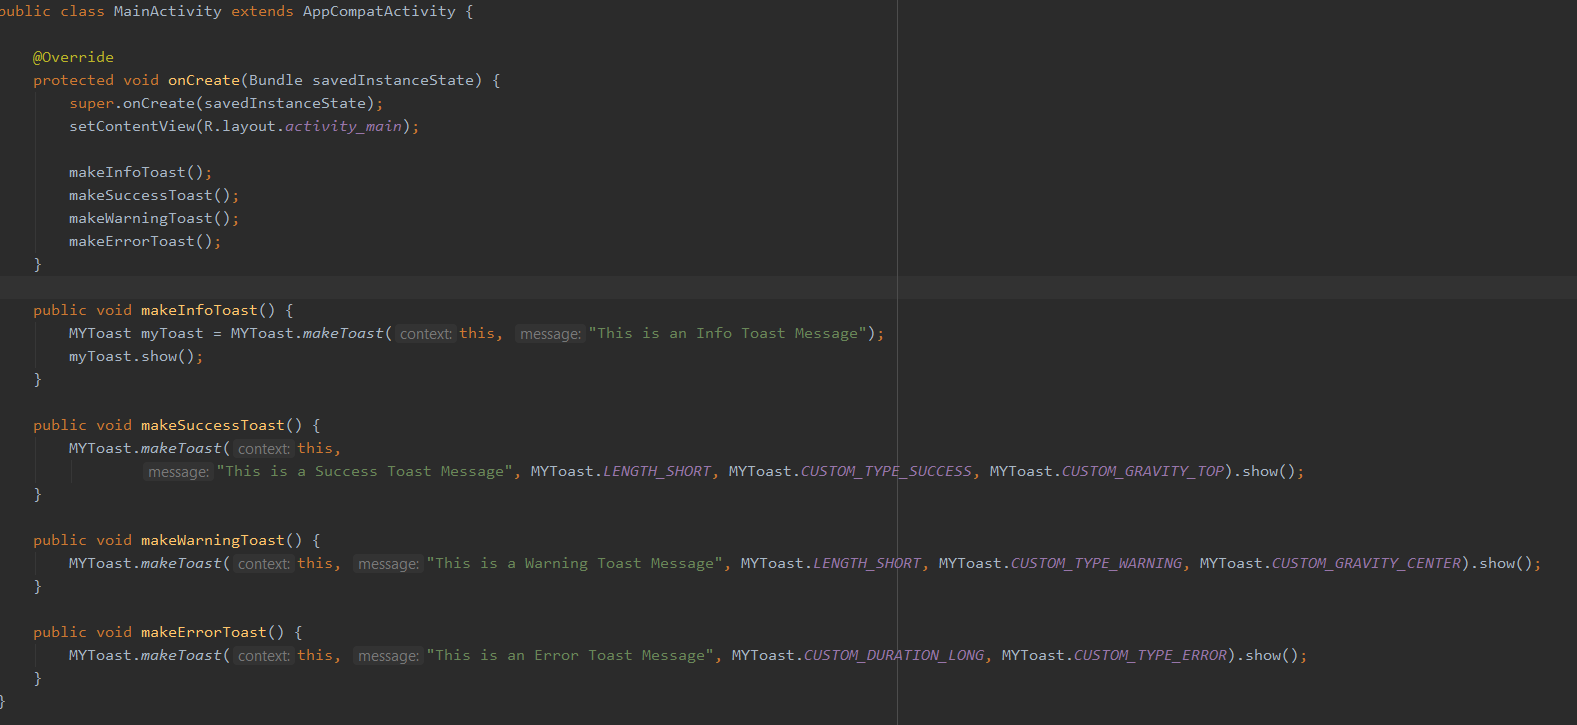 public class MainActivity extends AppCompatActivity {
@Override
protected void onCreate(Bundle savedInstanceState) {
super.onCreate(savedInstanceState);
setContentView(R.layout.activity_main);
makeInfoToast();
makeSuccessToast();
makeWarningToast();
makeErrorToast();
}
public void makeInfoToast() {
MYToast myToast = MYToast.makeToast( context: this, message: "This is an Info Toast Message");
myToast.show();
}
public void makeSuccessToast() {
MYToast.makeToast( context: this,
message: "This is a Success Toast Message", MYToast.LENGTH_SHORT, MYToast.CUSTOM_TYPE_SUCCESS, MYToast.CUSTOM_GRAVITY_TOP).show();
}
public void makeWarningToast() {
MYToast.makeToast( context: this, message: "This is a Warning Toast Message", MYToast.LENGTH_SHORT, MYToast.CUSTOM_TYPE_WARNING, MYToast.CUSTOM_GRAVITY_CENTER).show();
}
public void makeErrorToast() {
MYToast.makeToast( context: this, message: "This is an Error Toast Message", MYToast.CUSTOM_DURATION_LONG, MYToast.CUSTOM_TYPE_ERROR).show();
}
}